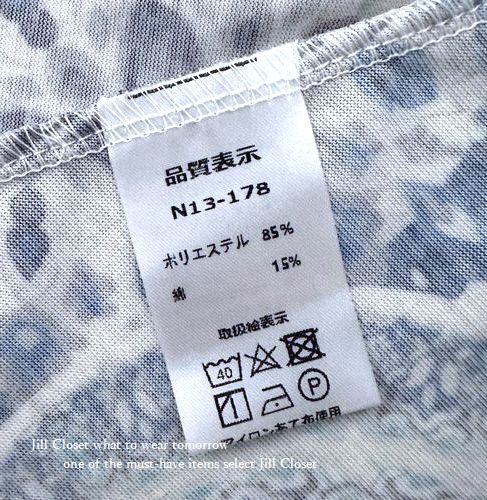 品質表示
N13-178
ポリエステル 85%
綿 15%
取扱絵表示
40
P
アイロンあて布使用
Jill Closet what to wear tomorrow
one of the must-have items select Jill Closet